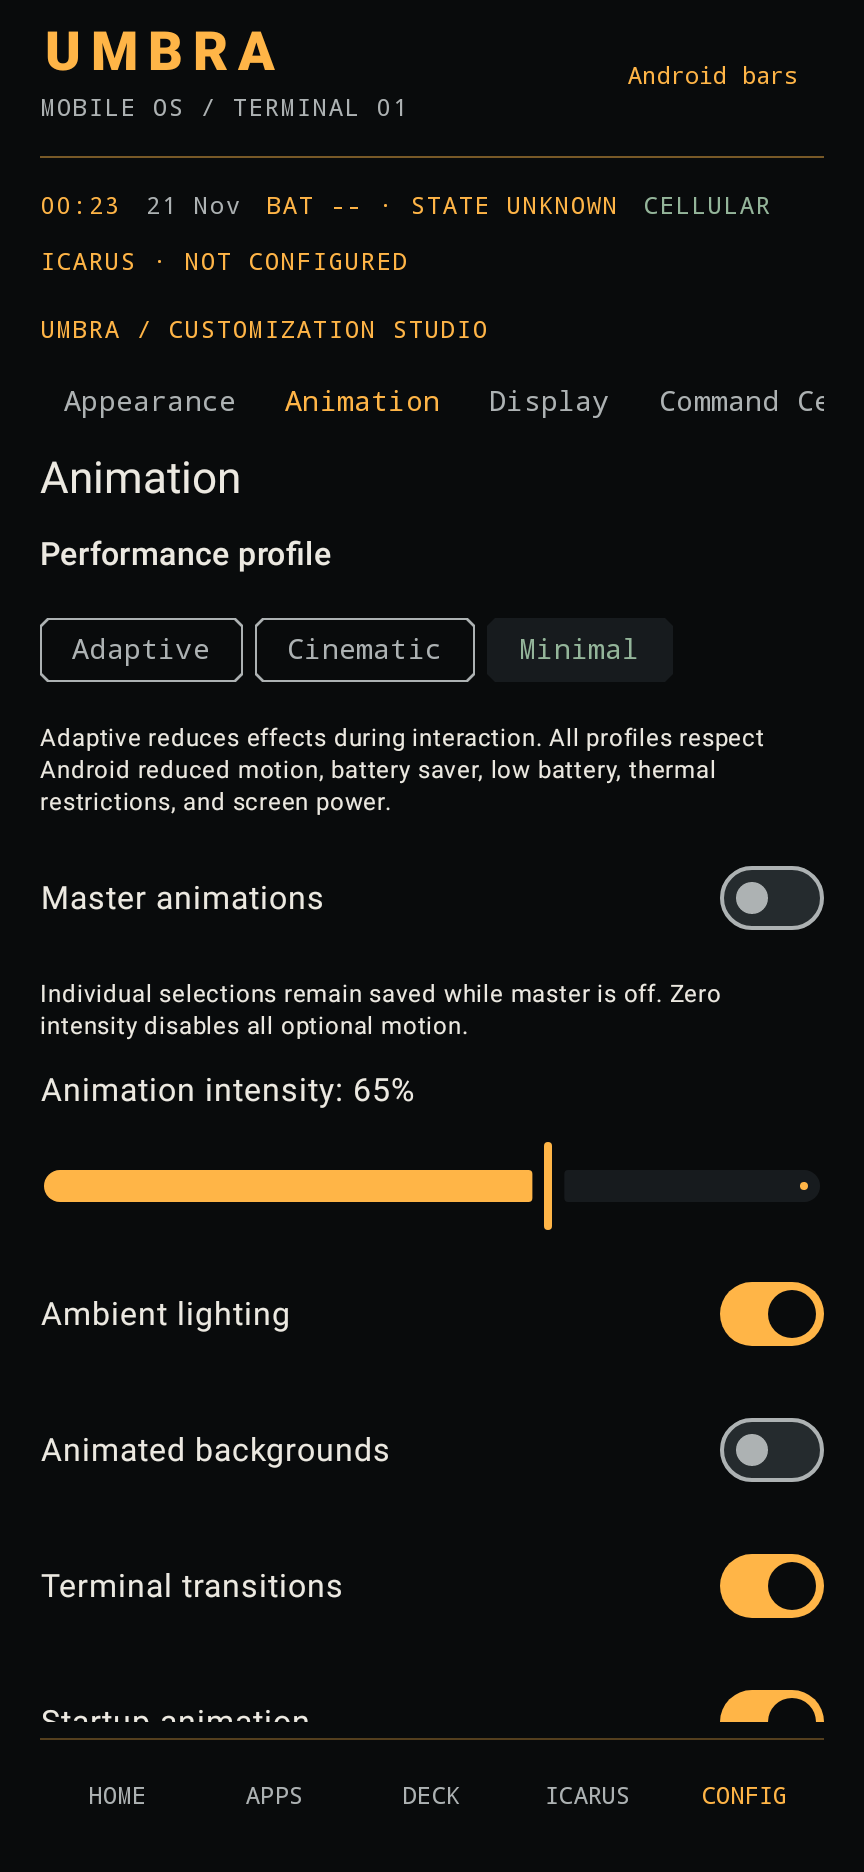 UMBRA
MOBILE OS / TERMINAL 01
Android bars
00:23 21 Nov BAT -- · STATE UNKNOWN CELLULAR
ICARUS · NOT CONFIGURED
UMBRA / CUSTOMIZATION STUDIO
Appearance Animation Display Command Ce
Animation
Performance profile
Adaptive Cinematic Minimal
Adaptive reduces effects during interaction. All profiles respect
Android reduced motion, battery saver, low battery, thermal
restrictions, and screen power.
Master animations
Individual selections remain saved while master is off. Zero
intensity disables all optional motion.
Animation intensity: 65%
Ambient lighting
Animated backgrounds
Terminal transitions
Startup animation
HOME APPS DECK ICARUS CONFIG